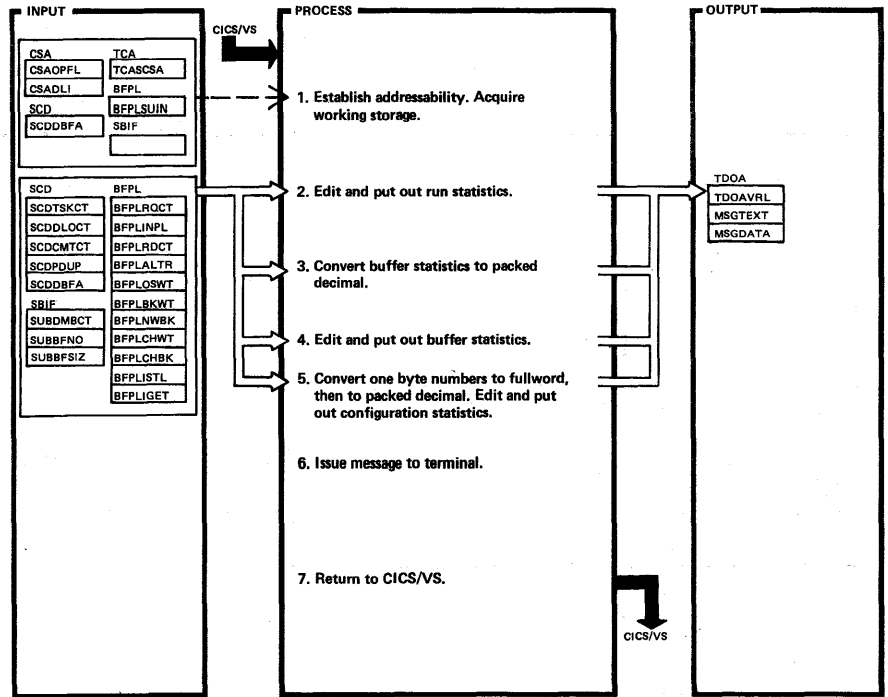 INPUT
PROCESS
OUTPUT
CICS/VS
CSA
TCA
CSAOPFL
TCASCSA
CSADLI
BFPL
SCD
BFPLSUIN
SCDDBFA
SBIF
1. Establish addressability. Acquire
working storage.
SCD
BFPL
SCDTSKCT
BFPLRQCT
SCDDLOCT
BFPLINPL
SCDCMTCT
BFPLRDCT
SCDPDUP
BFPLALTR
SCDDBFA
BFPLOSWT
SBIF
BFPLBKWT
SUBDMBCT
BFPLNWBK
SUBBFNO
BFPLCHWT
SUBBFSIZ
BFPLCHBK
BFPLISTL
BFPLIGET
2. Edit and put out run statistics.
3. Convert buffer statistics to packed
decimal.
4. Edit and put out buffer statistics.
5. Convert one byte numbers to fullword,
then to packed decimal. Edit and put
out configuration statistics.
6. Issue message to terminal.
7. Return to CICS/VS.
TDOA
TDOAVRL
MSGTEXT
MSGDATA
CICS/VS